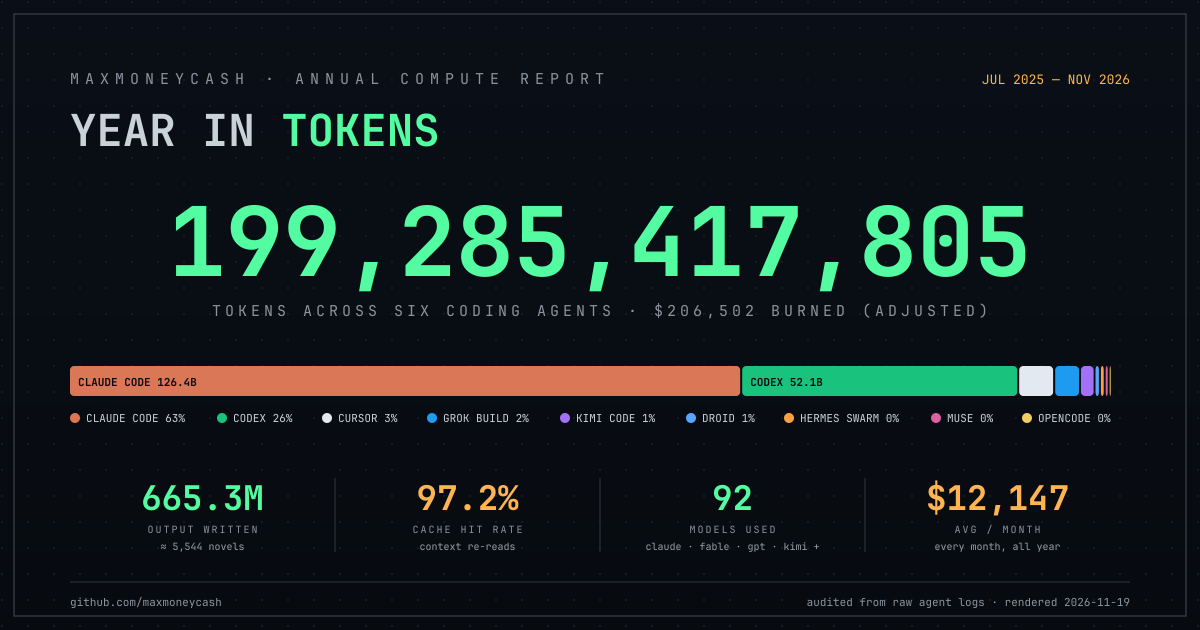 MAXMONEYCASH · ANNUAL COMPUTE REPORT
JUL 2025 — NOV 2026
YEAR IN TOKENS
199,285,417,805
TOKENS ACROSS SIX CODING AGENTS · $206,502 BURNED (ADJUSTED)
CLAUDE CODE 126.4B
CODEX 52.1B
CLAUDE CODE 63%
CODEX 26%
CURSOR 3%
GROK BUILD 2%
KIMI CODE 1%
DROID 1%
HERMES SWARM 0%
MUSE 0%
OPENCODE 0%
665.3M
OUTPUT WRITTEN
≈ 5,544 novels
97.2%
CACHE HIT RATE
context re-reads
92
MODELS USED
claude · fable · gpt · kimi +
$12,147
AVG / MONTH
every month, all year
github.com/maxmoneycash
audited from raw agent logs · rendered 2026-11-19